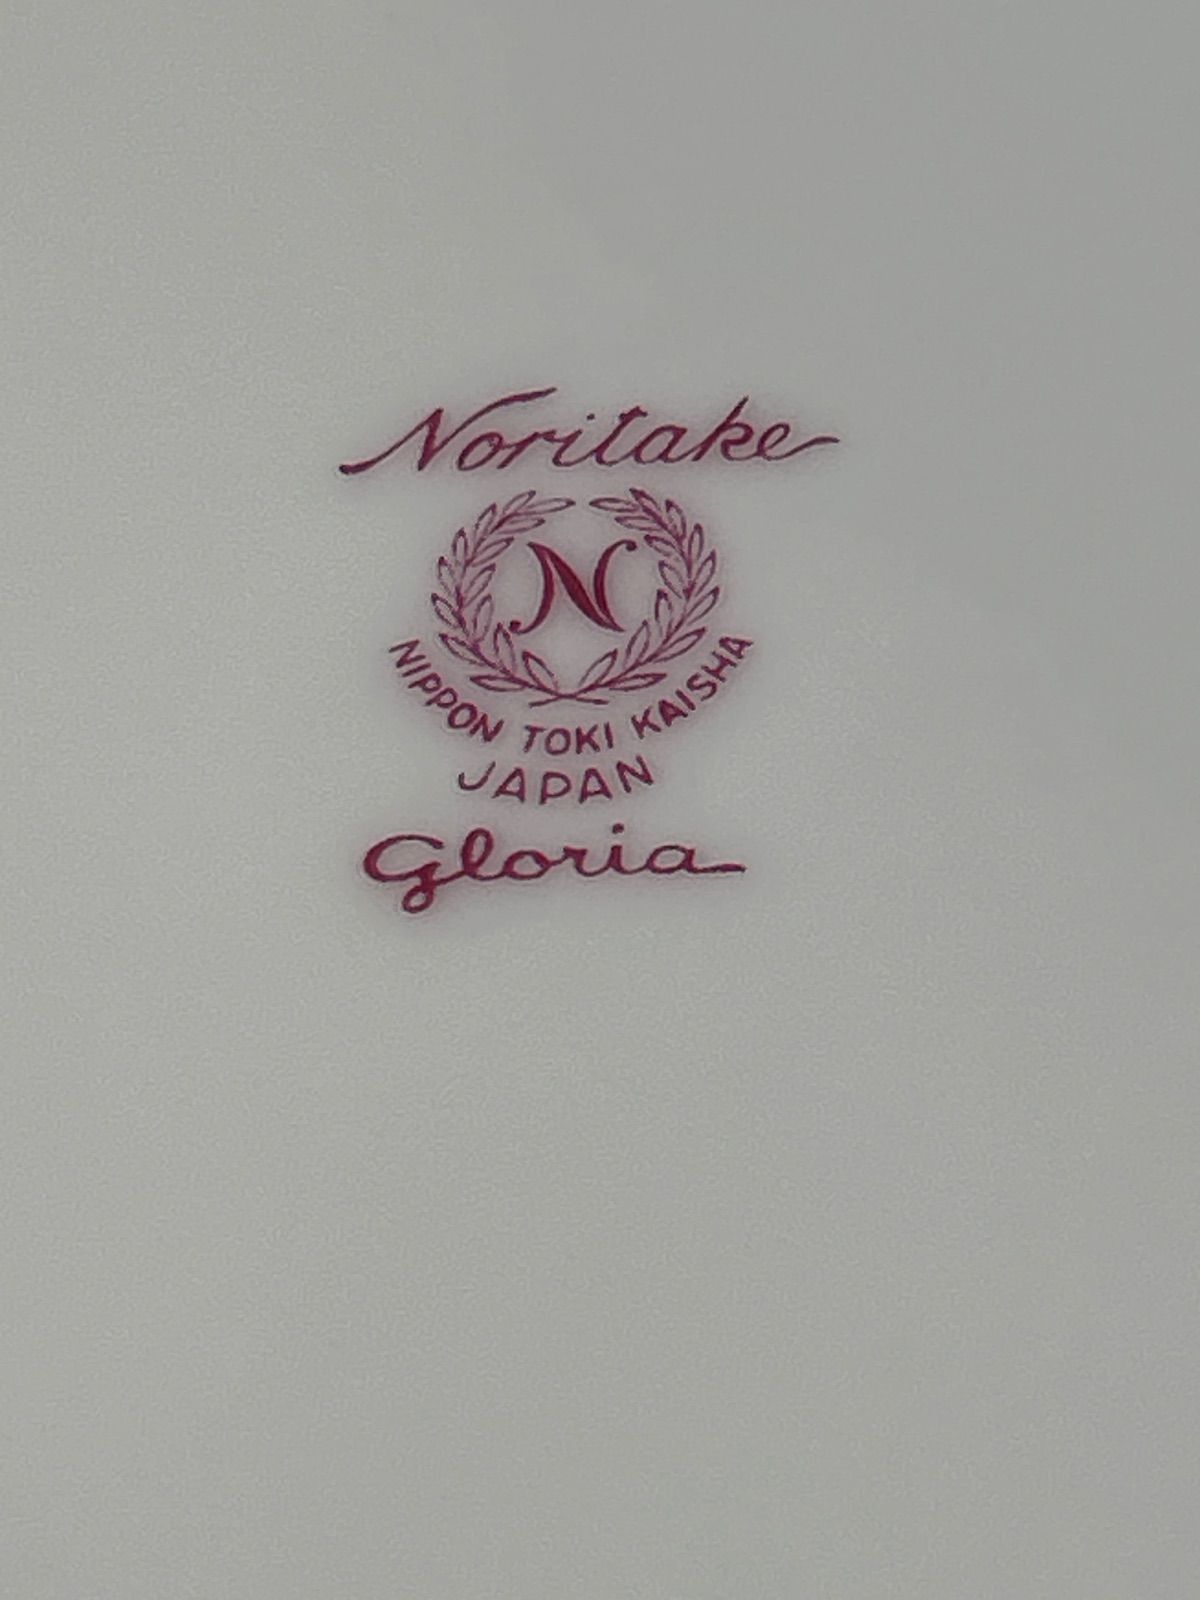 Noritake
N
NIPPON TOKI KAISHA
JAPAN
Gloria